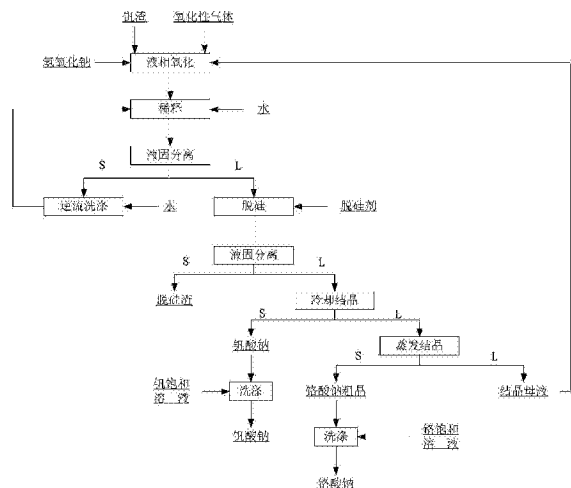 钒渣
氧化性气体
氢氧化钠
液相氧化
稀释
水
液固分离
S
L
逆流洗涤
水
脱硅
脱硅剂
液固分离
S
L
脱硅渣
冷却结晶
S
L
钒酸钠
蒸发结晶
S
L
钒饱和
溶 液
洗涤
铬酸钠粗品
结晶母液
钒酸钠
洗涤
铬饱和
溶 液
铬酸钠